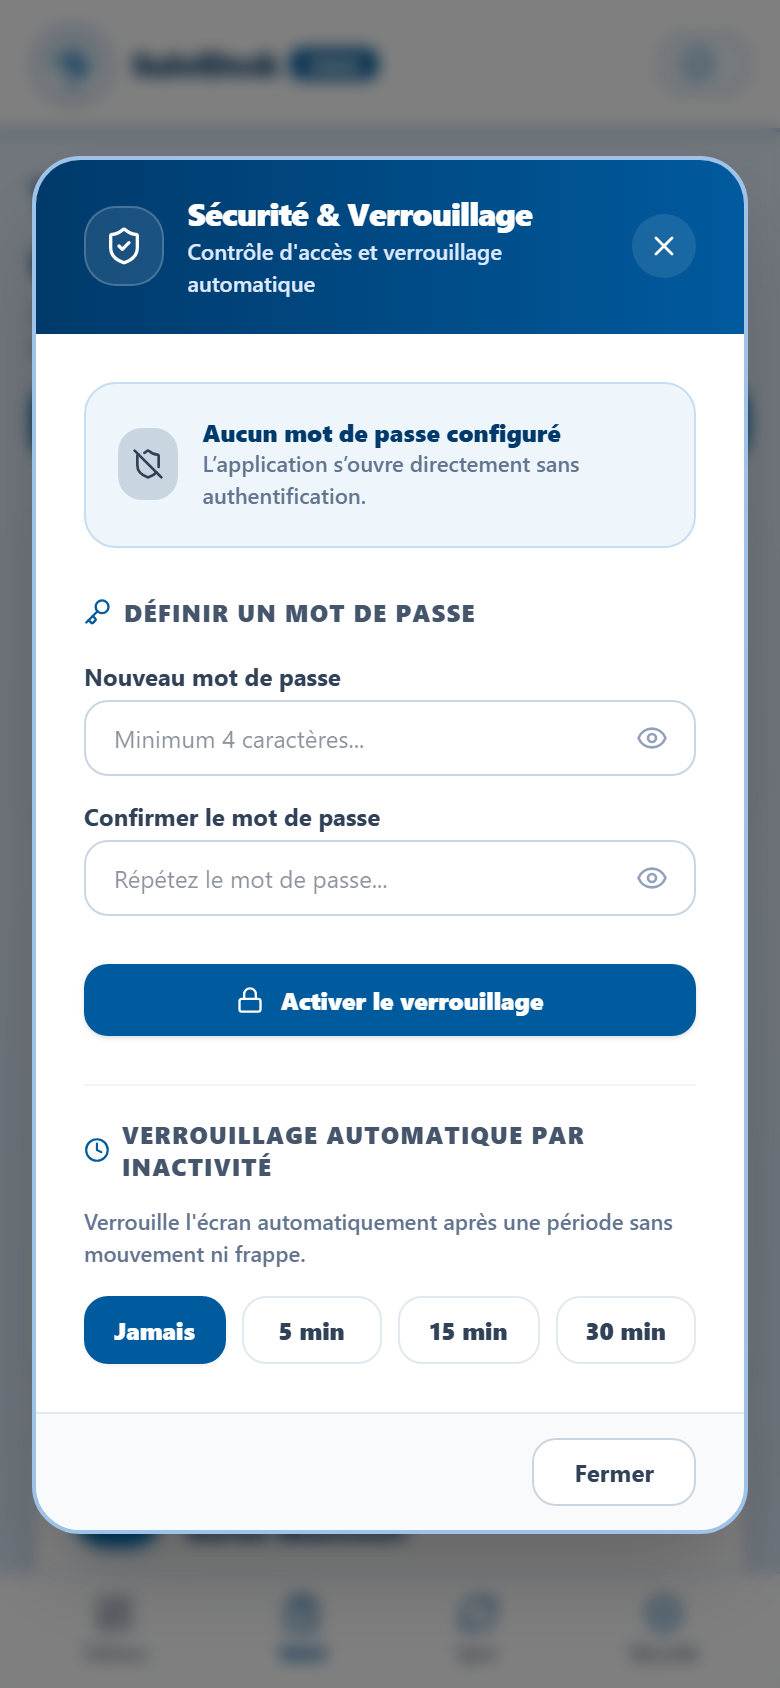 Sécurité & Verrouillage
Contrôle d'accès et verrouillage
automatique
Aucun mot de passe configuré
L’application s’ouvre directement sans
authentification.
DÉFINIR UN MOT DE PASSE
Nouveau mot de passe
Minimum 4 caractères...
Confirmer le mot de passe
Répétez le mot de passe...
Activer le verrouillage
VERROUILLAGE AUTOMATIQUE PAR
INACTIVITÉ
Verrouille l'écran automatiquement après une période sans
mouvement ni frappe.
Jamais
5 min
15 min
30 min
Fermer